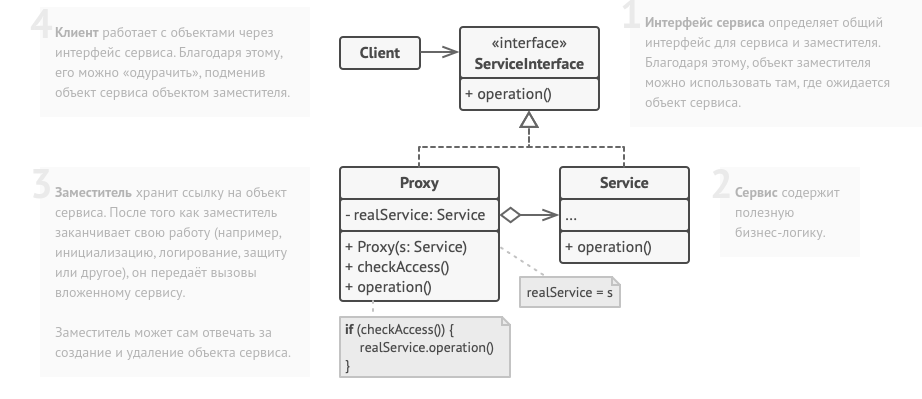 4
Клиент работает с объектами через
интерфейс сервиса. Благодаря этому,
его можно «одурачить», подменив
объект сервиса объектом заместителя.
Client
«interface»
ServiceInterface
+ operation()
1
Интерфейс сервиса определяет общий
интерфейс для сервиса и заместителя.
Благодаря этому, объект заместителя
можно использовать там, где ожидается
объект сервиса.
3
Заместитель хранит ссылку на объект
сервиса. После того как заместитель
заканчивает свою работу (например,
инициализацию, логирование, защиту
или другое), он передаёт вызовы
вложенному сервису.
Заместитель может сам отвечать за
создание и удаление объекта сервиса.
Proxy
- realService: Service
+ Proxy(s: Service)
+ checkAccess()
+ operation()
Service
...
+ operation()
2
Сервис содержит
полезную
бизнес-логику.
realService = s
if (checkAccess()) {
realService.operation()
}